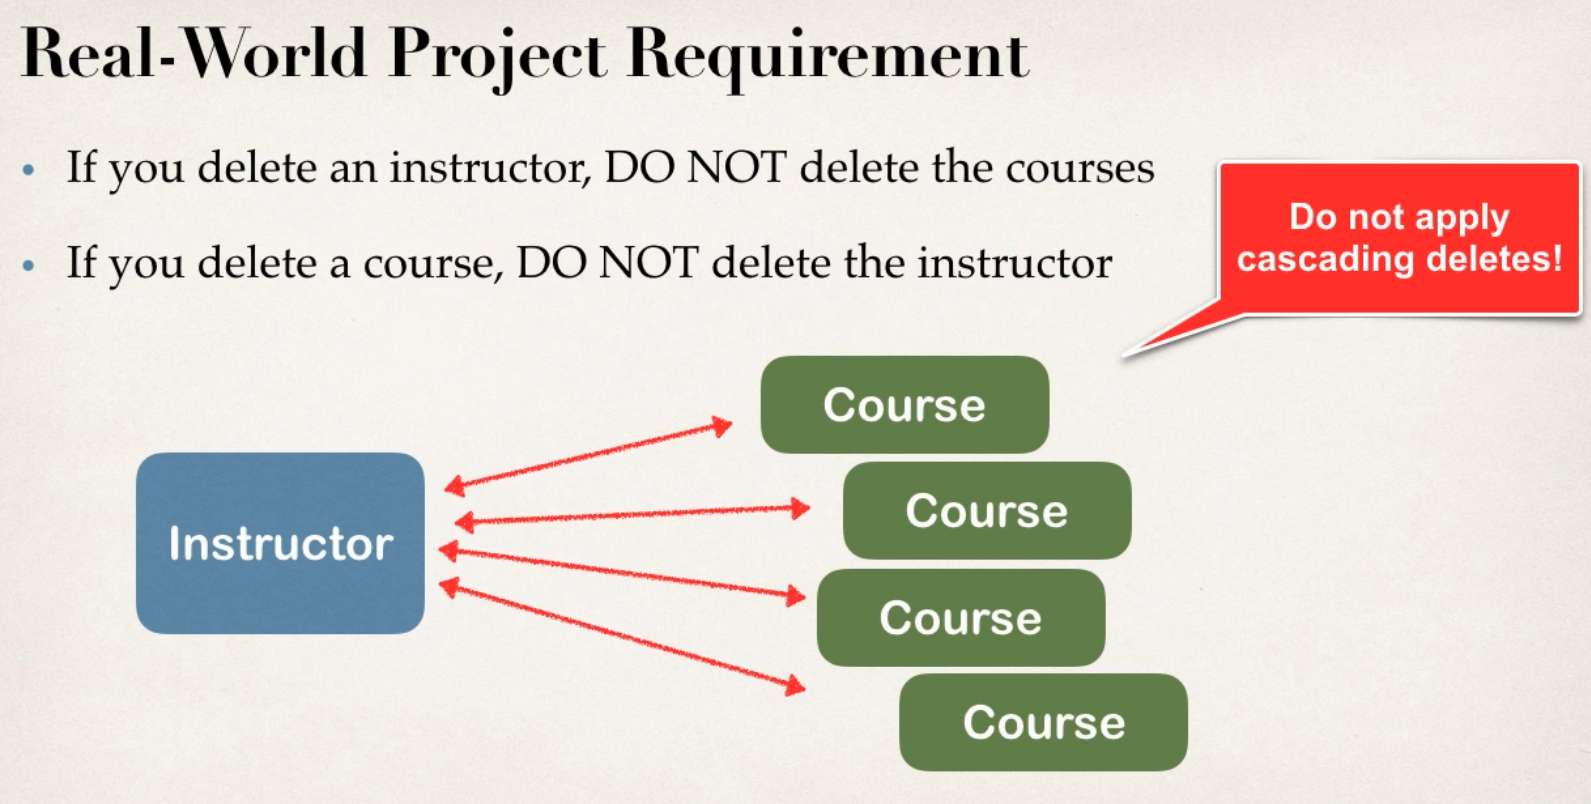 Real-World Project Requirement
• If you delete an instructor, DO NOT delete the courses
• If you delete a course, DO NOT delete the instructor
Do not apply
cascading deletes!
Course
Course
Instructor
Course
Course